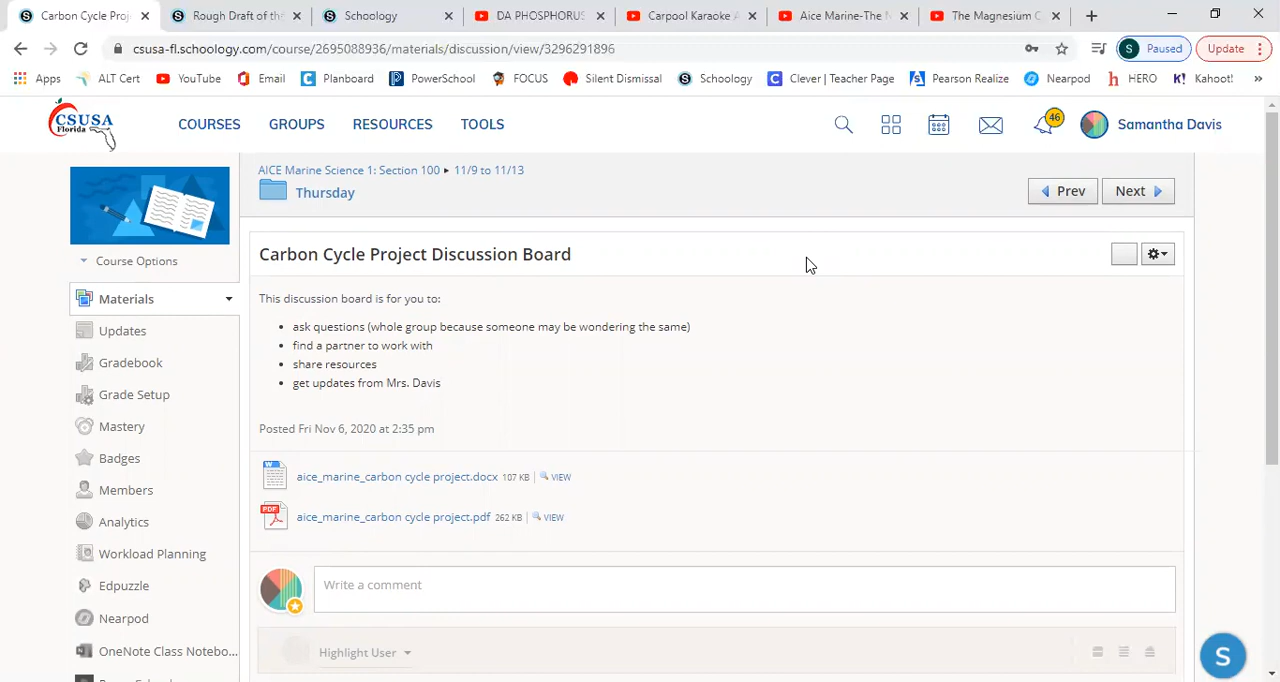 Carbon Cycle Proj
Rough Draft of the
Schoology
DA PHOSPHORUS
Carpool Karaoke A
Aice Marine-The N
The Magnesium C
csusa-fl.schoology.com/course/2695088936/materials/discussion/view/3296291896
S Paused
Update
Apps
ALT Cert
YouTube
Email
Planboard
PowerSchool
FOCUS
Silent Dismissal
Schoology
Clever | Teacher Page
Pearson Realize
Nearpod
HERO
Kahoot!
»
CSUSA
Florida
COURSES
GROUPS
RESOURCES
TOOLS
46
Samantha Davis
AICE Marine Science 1: Section 100 ▸ 11/9 to 11/13
Thursday
Prev
Next
Course Options
Materials
Updates
Gradebook
Grade Setup
Mastery
Badges
Members
Analytics
Workload Planning
Edpuzzle
Nearpod
OneNote Class Notebo...
Carbon Cycle Project Discussion Board
This discussion board is for you to:
• ask questions (whole group because someone may be wondering the same)
• find a partner to work with
• share resources
• get updates from Mrs. Davis
Posted Fri Nov 6, 2020 at 2:35 pm
aice_marine_carbon cycle project.docx 107 KB | VIEW
PDF
aice_marine_carbon cycle project.pdf 262 KB | VIEW
Write a comment
Highlight User
S